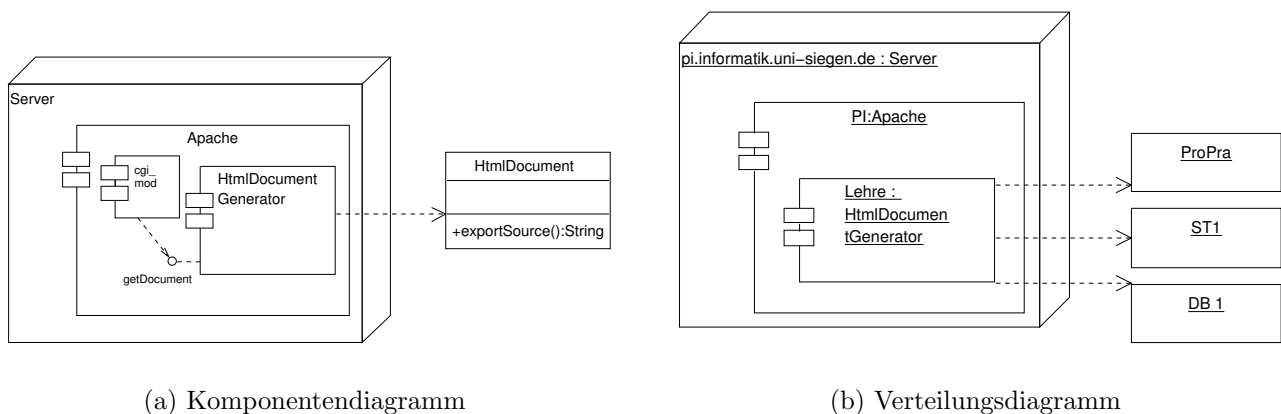 Server
Apache
cgi_
mod
HtmlDocument
Generator
getDocument
HtmlDocument
+exportSource():String
(a) Komponentendiagramm
pi.informatik.uni−siegen.de : Server
PI:Apache
Lehre :
HtmlDocumen
tGenerator
ProPra
ST1
DB 1
(b) Verteilungsdiagramm